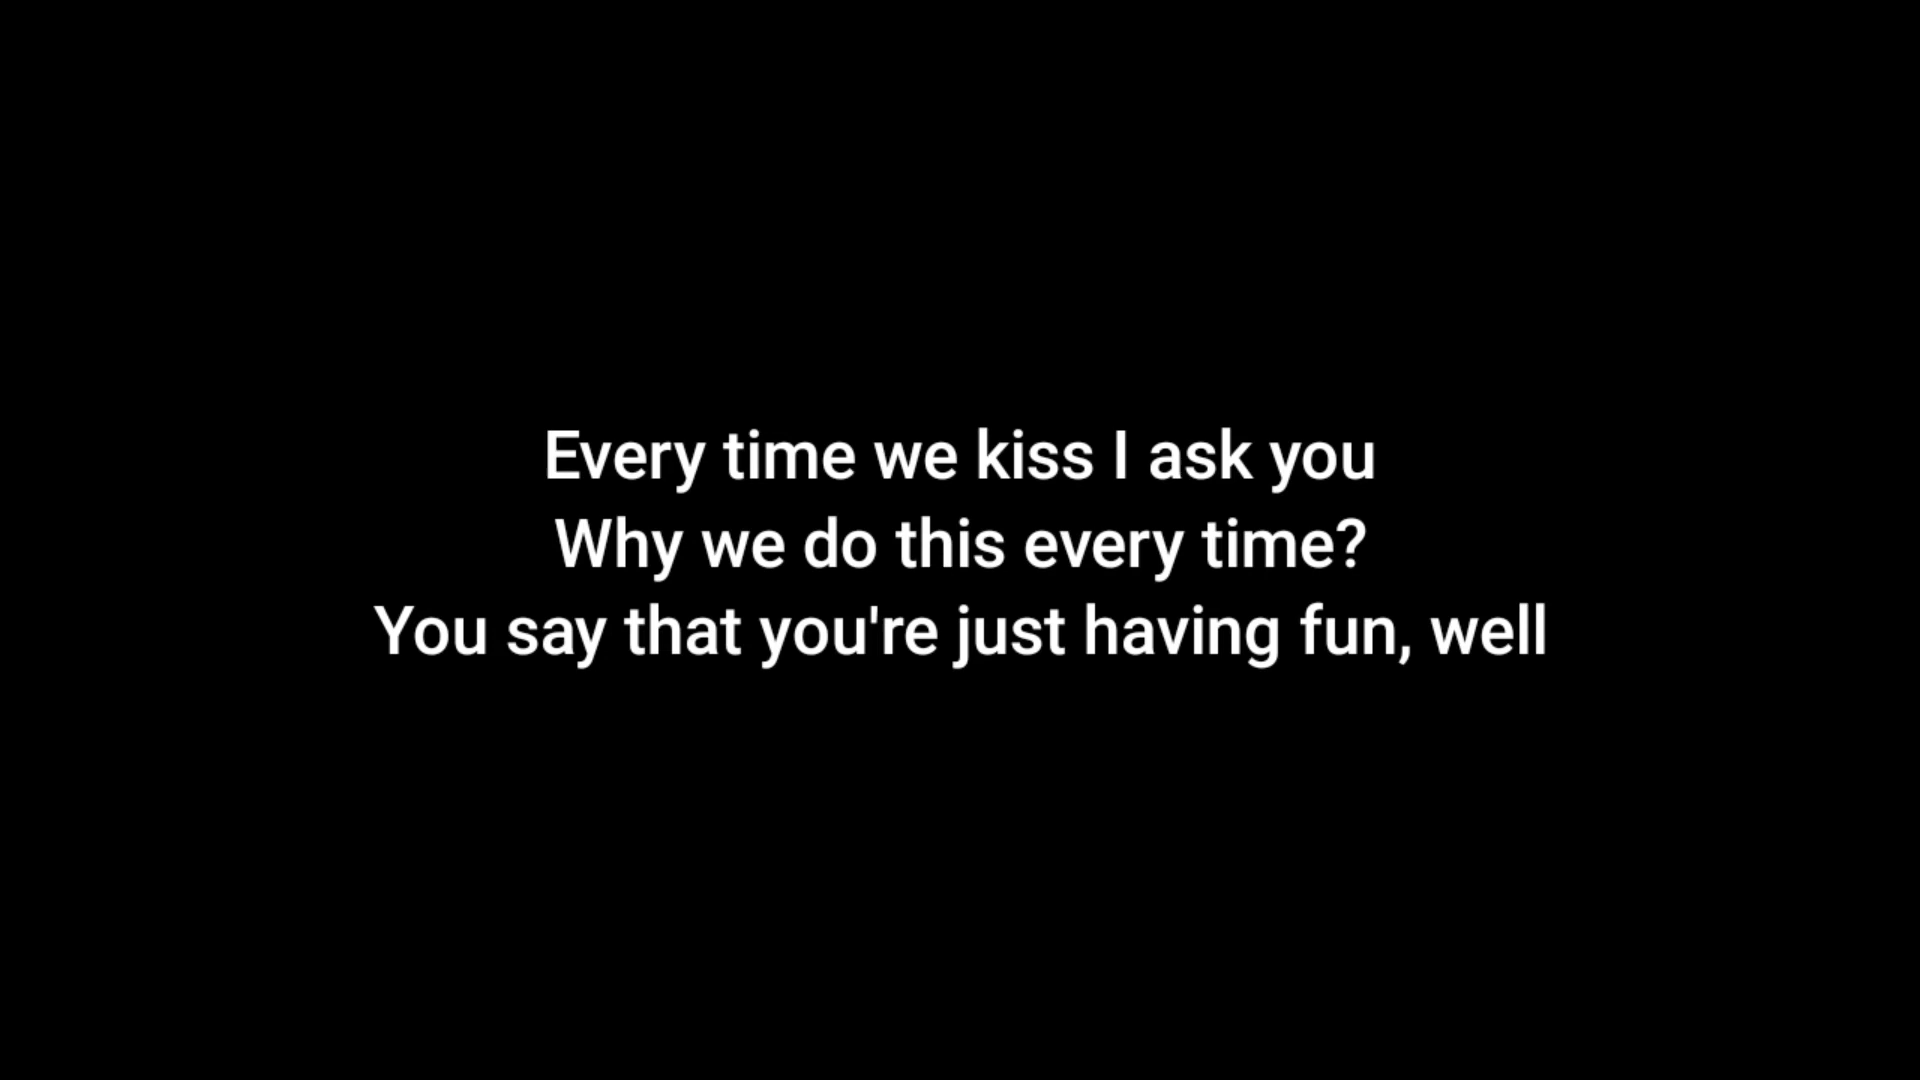 Every time we kiss I ask you
Why we do this every time?
You say that you're just having fun, well